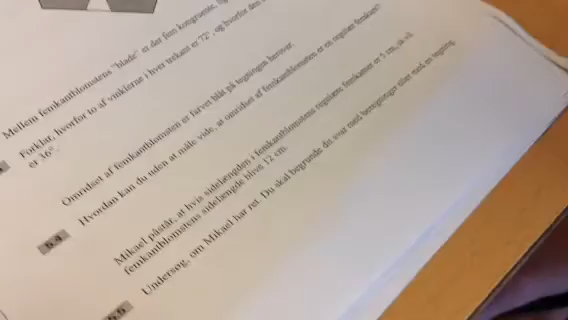 Mellem femkantblomstens "blade" er der fem kongruente, lig
Forklar, hvorfor to af vinklerne i hver trekant er 72°, og hvorfor den
er 36°.
Omridset af femkantblomsten er farvet blåt på tegningen herover.
Hvordan kan du uden at måle vide, at omridset af femkantblomsten er en regulær femkant?
5.4
Mikael påstår, at hvis sidelængden i femkantblomstens regulære femkanter er 5 cm, så vil
femkantblomstens sidelængde blive 12 cm.
Undersøg, om Mikael har ret. Du skal begrunde dit svar med beregninger eller med en tegning.
5.5